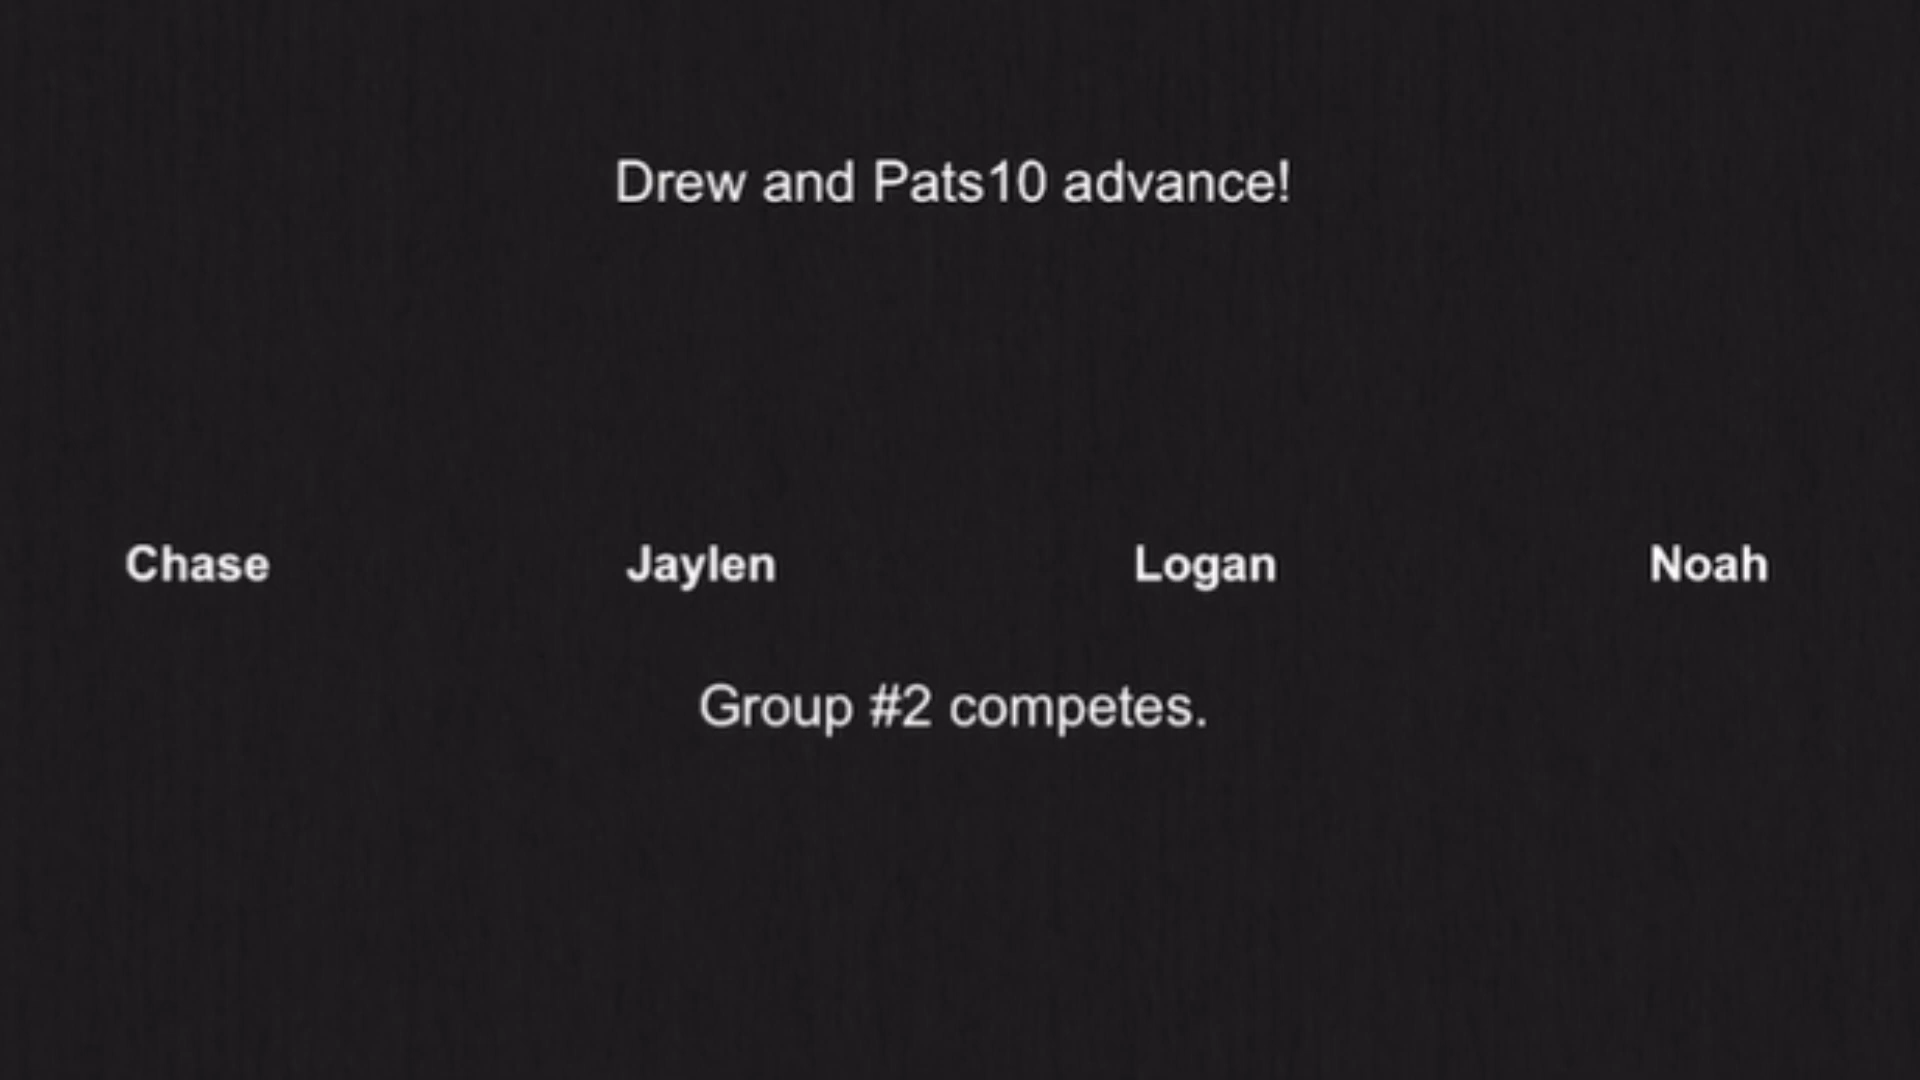 Drew and Pats10 advance!
Chase Jaylen Logan Noah
Group #2 competes.